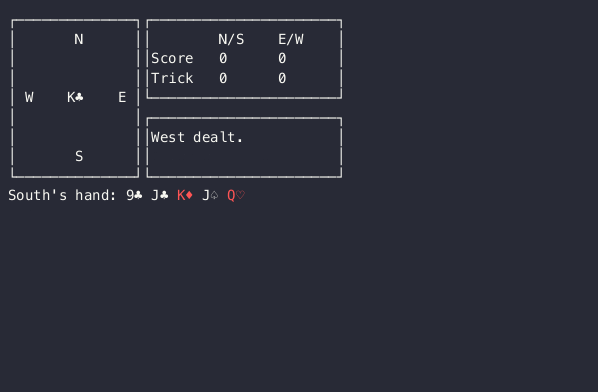 N
N/S E/W
Score 0 0
Trick 0 0
W K♣ E
West dealt.
S
South's hand: 9♣ J♣ K♦ J♤ Q♡